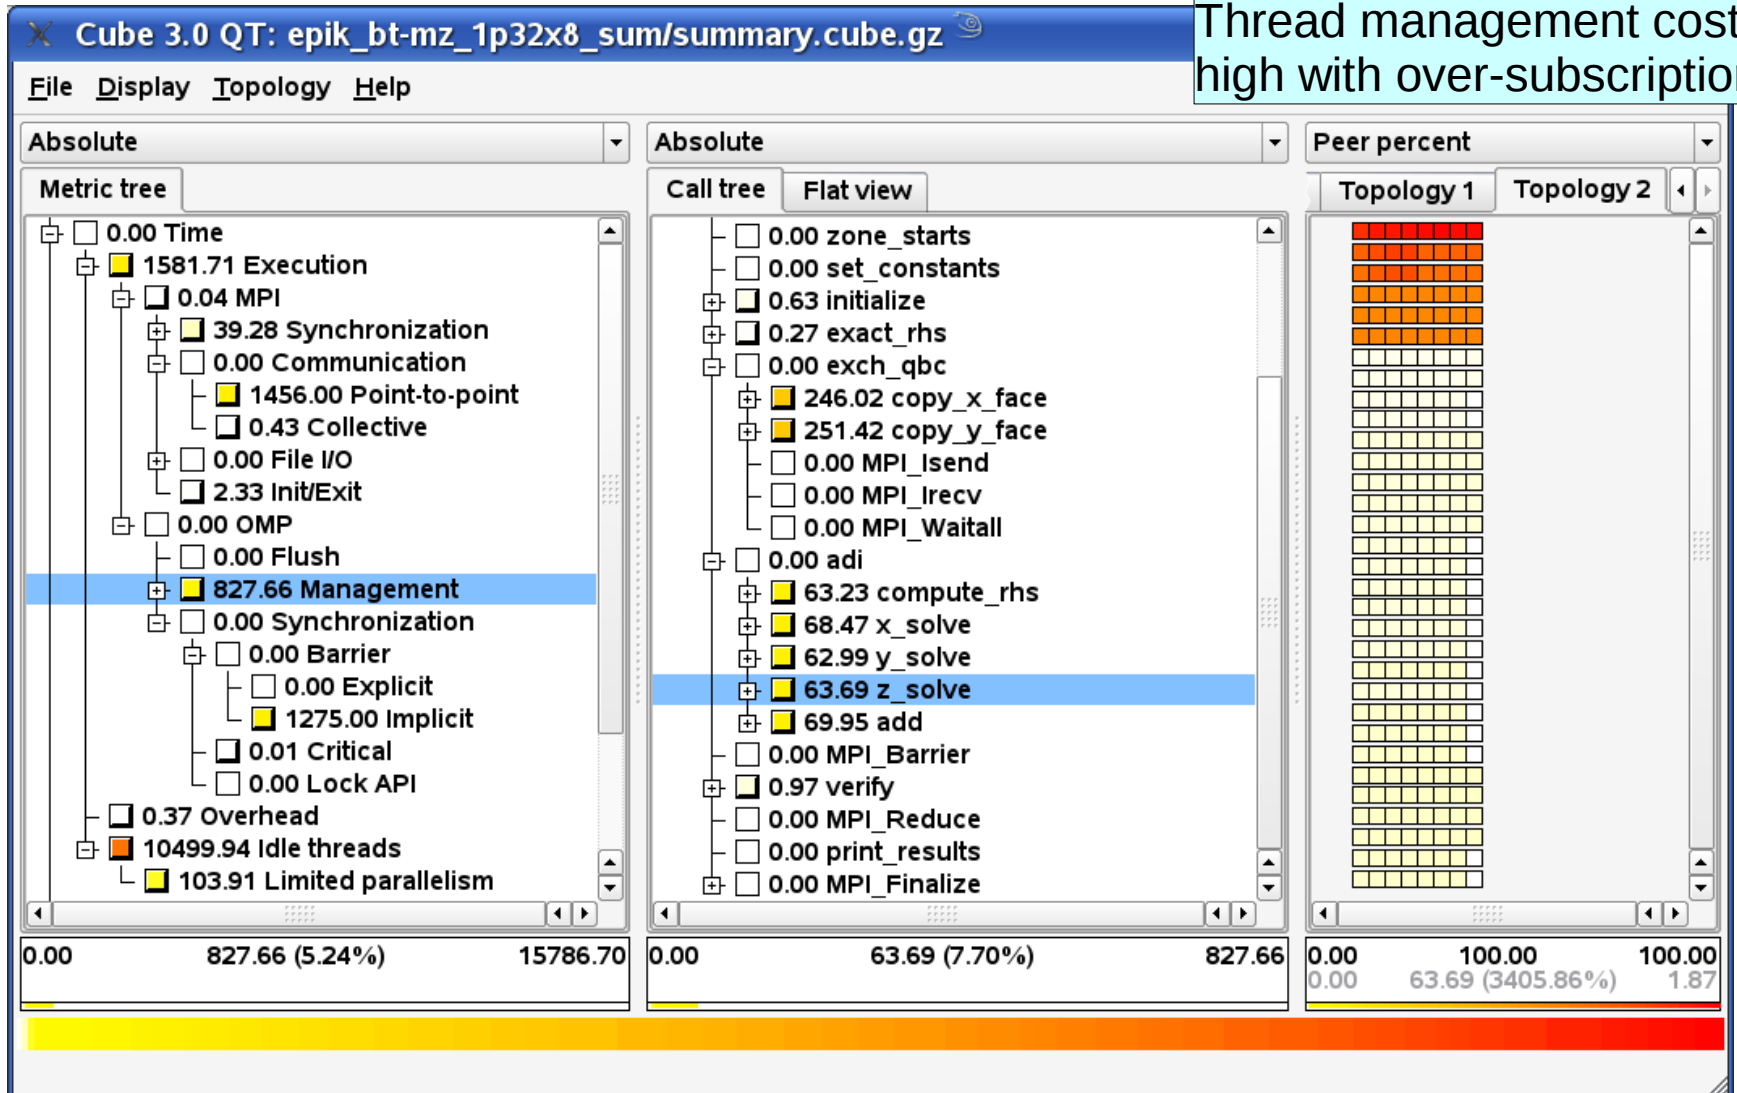 Cube 3.0 QT: epik_bt-mz_1p32x8_sum/summary.cube.gz
Thread management cost
high with over-subscription
File Display Topology Help
Absolute
Metric tree
0.00 Time
1581.71 Execution
0.04 MPI
39.28 Synchronization
0.00 Communication
1456.00 Point-to-point
0.43 Collective
0.00 File I/O
2.33 Init/Exit
0.00 OMP
0.00 Flush
827.66 Management
0.00 Synchronization
0.00 Barrier
0.00 Explicit
1275.00 Implicit
0.01 Critical
0.00 Lock API
0.37 Overhead
10499.94 Idle threads
103.91 Limited parallelism
0.00 827.66 (5.24%) 15786.70
Absolute
Call tree Flat view
0.00 zone_starts
0.00 set_constants
0.63 initialize
0.27 exact_rhs
0.00 exch_qbc
246.02 copy_x_face
251.42 copy_y_face
0.00 MPI_Isend
0.00 MPI_Irecv
0.00 MPI_Waitall
0.00 adi
63.23 compute_rhs
68.47 x_solve
62.99 y_solve
63.69 z_solve
69.95 add
0.00 MPI_Barrier
0.97 verify
0.00 MPI_Reduce
0.00 print_results
0.00 MPI_Finalize
0.00 63.69 (7.70%) 827.66
Peer percent
Topology 1 Topology 2
0.00 100.00 100.00
0.00 63.69 (3405.86%) 1.87